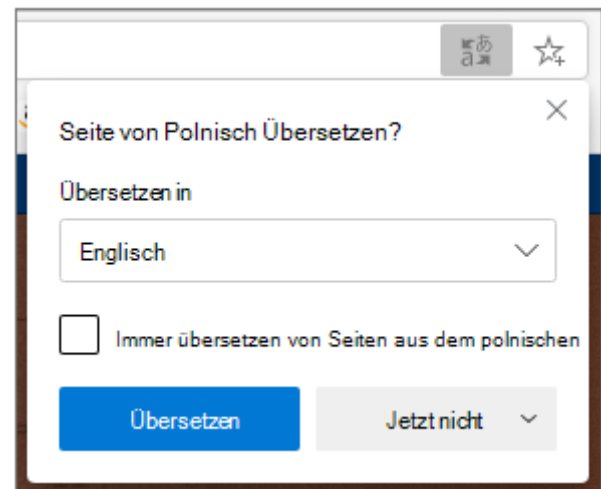 Seite von Polnisch Übersetzen?
Übersetzen in
Englisch
Immer übersetzen von Seiten aus dem polnischen
Übersetzen
Jetzt nicht